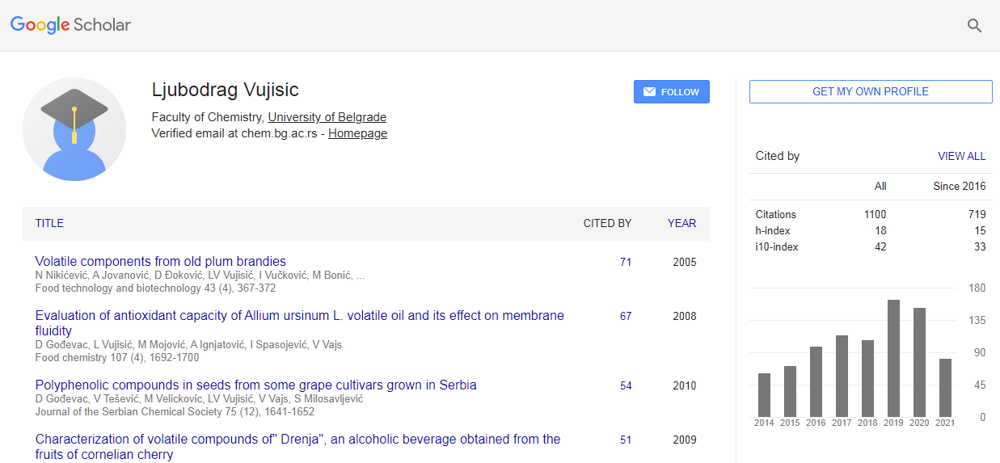 Google Scholar
Ljubodrag Vujisic
FOLLOW
Faculty of Chemistry, University of Belgrade
Verified email at chem.bg.ac.rs - Homepage
TITLE CITED BY YEAR
Volatile components from old plum brandies 71 2005
N Nikićević, A Jovanović, D Đoković, LV Vujisić, I Vučković, M Bonić, ...
Food technology and biotechnology 43 (4), 367-372
Evaluation of antioxidant capacity of Allium ursinum L. volatile oil and its effect on membrane 67 2008
fluidity
D Gođevac, L Vujisić, M Mojović, A Ignjatović, I Spasojević, V Vajs
Food chemistry 107 (4), 1692-1700
Polyphenolic compounds in seeds from some grape cultivars grown in Serbia 54 2010
D Gođevac, V Tešević, M Velickovic, LV Vujisić, V Vajs, S Milosavljević
Journal of the Serbian Chemical Society 75 (12), 1641-1652
Characterization of volatile compounds of" Drenja", an alcoholic beverage obtained from the 51 2009
fruits of cornelian cherry
GET MY OWN PROFILE
Cited by VIEW ALL
All Since 2016
Citations 1100 719
h-index 18 15
i10-index 42 33
180
135
90
45
0
2014 2015 2016 2017 2018 2019 2020 2021